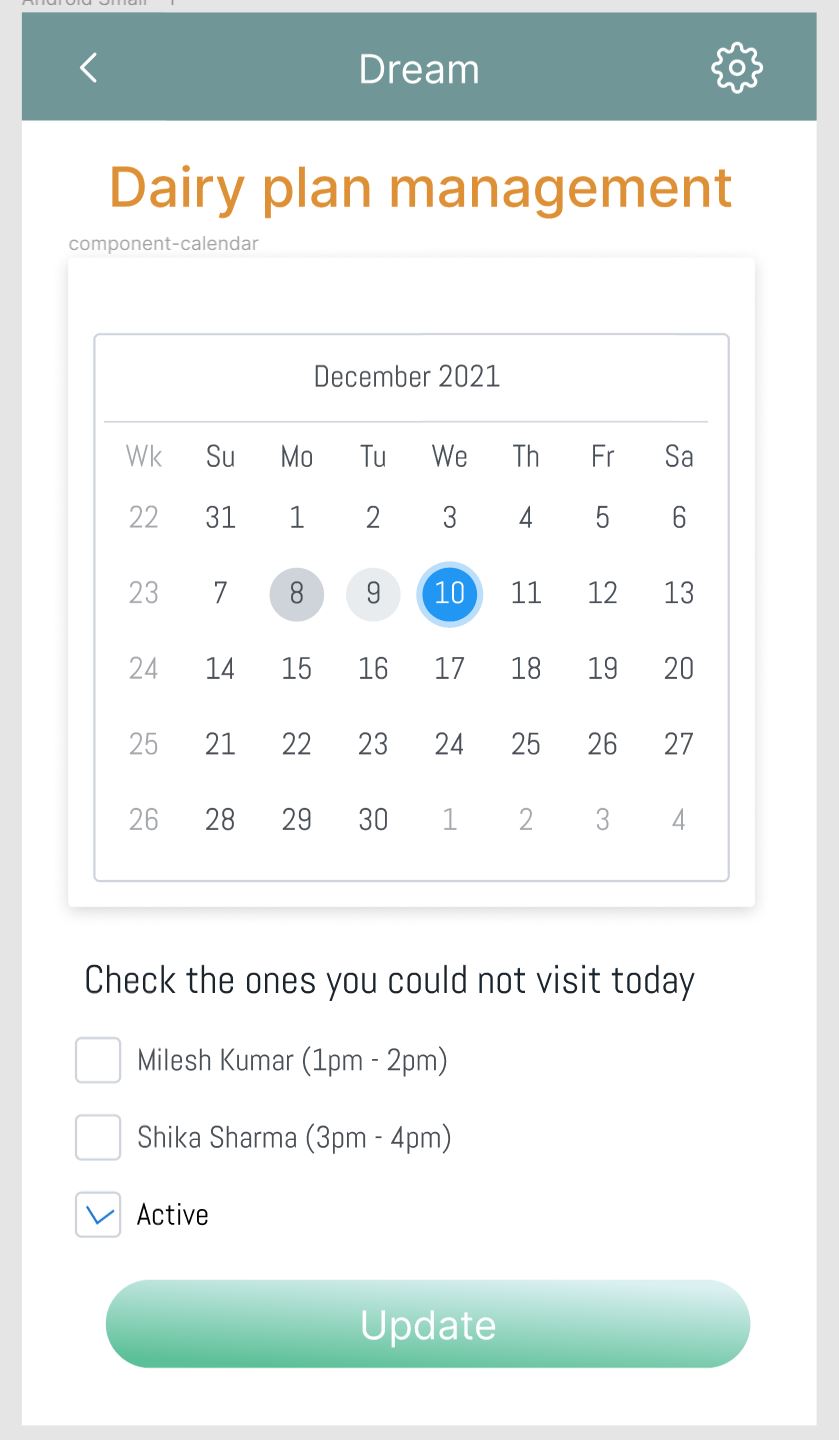 Android Small - 1
Dream
Dairy plan management
component-calendar
December 2021
Wk Su Mo Tu We Th Fr Sa
22 31 1 2 3 4 5 6
23 7 8 9 10 11 12 13
24 14 15 16 17 18 19 20
25 21 22 23 24 25 26 27
26 28 29 30 1 2 3 4
Check the ones you could not visit today
Milesh Kumar (1pm - 2pm)
Shika Sharma (3pm - 4pm)
Active
Update